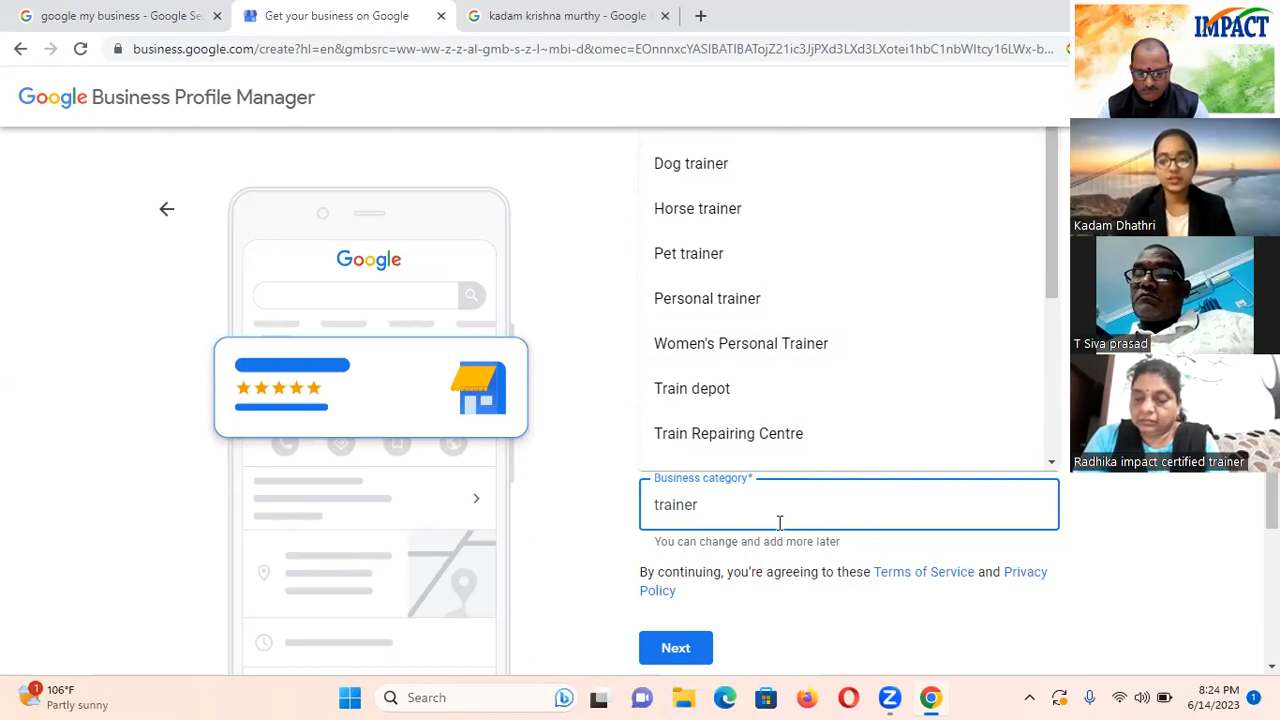 google my business - Google Se
Get your business on Google
kadam krishna murthy - Google
business.google.com/create?hl=en&gmbsrc=ww-ww-z-z-al-gmb-s-z-l~mbi-d&omec=EOnnnxcYASIBATIBATojZ21ic3JjPXd3LXd3LXotei1hbC1nbWItcy16LWx-b...
Google Business Profile Manager
Google
Dog trainer
Horse trainer
Pet trainer
Personal trainer
Women's Personal Trainer
Train depot
Train Repairing Centre
Business category*
trainer
You can change and add more later
By continuing, you're agreeing to these Terms of Service and Privacy
Policy
Next
IMPACT
Kadam Dhathri
T Siva prasad
Radhika impact certified trainer
1
106°F
Partly sunny
Search
8:24 PM
6/14/2023
1